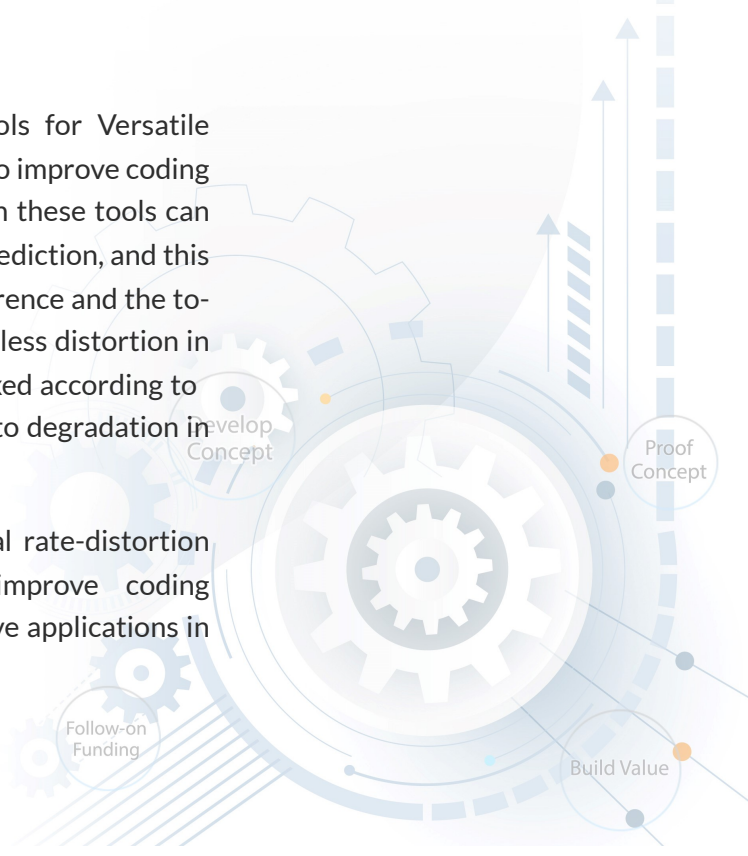 ols for Versatile
o improve coding
n these tools can
ediction, and this
rence and the to-
less distortion in
ked according to
to degradation in
Develop
Concept
Proof
Concept
al rate-distortion
improve coding
ve applications in
Follow-on
Funding
Build Value